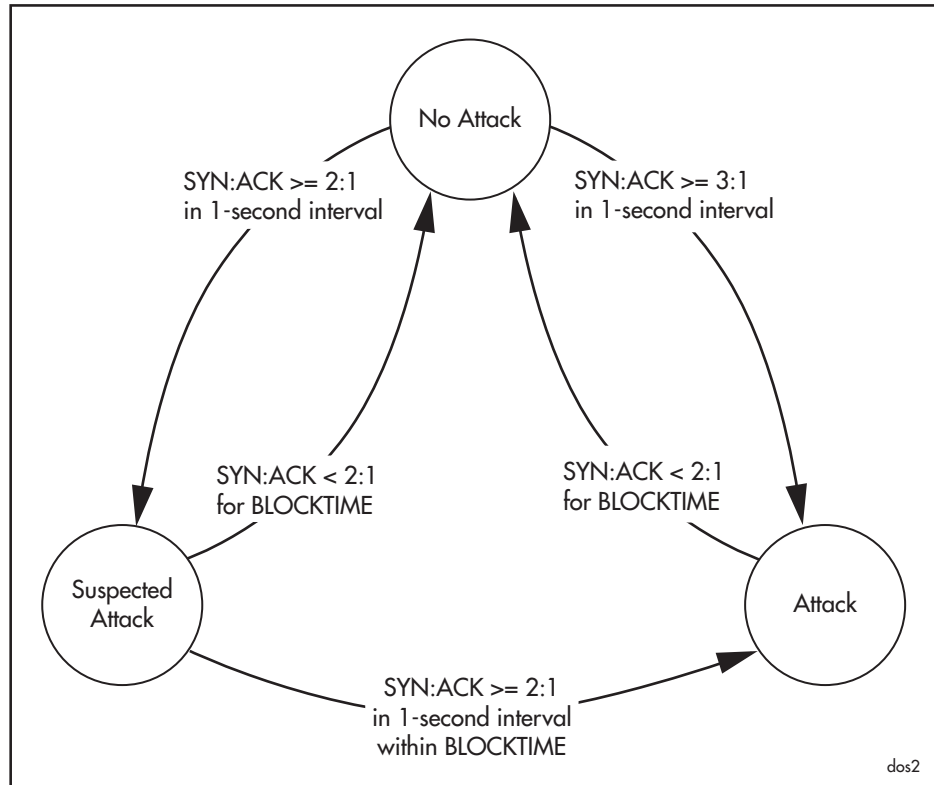 No Attack
SYN:ACK >= 2:1
in 1-second interval
SYN:ACK >= 3:1
in 1-second interval
SYN:ACK < 2:1
for BLOCKTIME
SYN:ACK < 2:1
for BLOCKTIME
Suspected
Attack
Attack
SYN:ACK >= 2:1
in 1-second interval
within BLOCKTIME
dos2